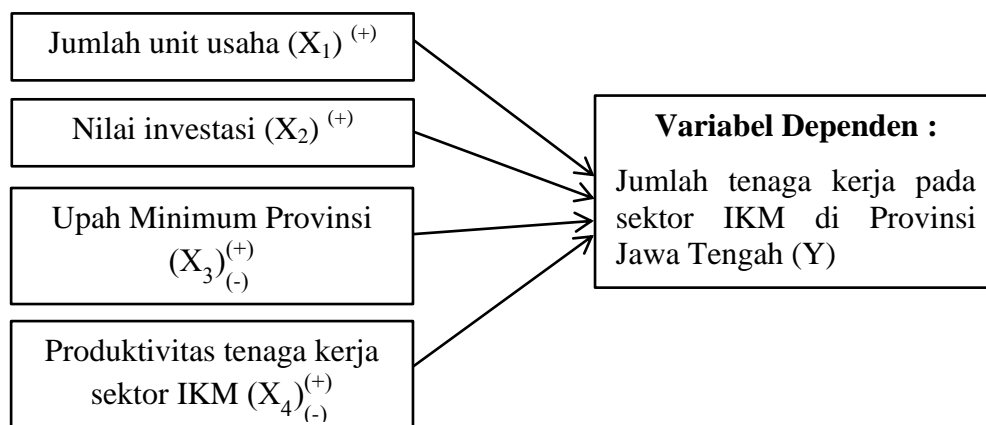 Jumlah unit usaha (X₁) ⁽⁺⁾
Nilai investasi (X₂) ⁽⁺⁾
Upah Minimum Provinsi
(X₃)⁽⁺⁾₍₋₎
Produktivitas tenaga kerja
sektor IKM (X₄)⁽⁺⁾₍₋₎
Variabel Dependen :
Jumlah tenaga kerja pada
sektor IKM di Provinsi
Jawa Tengah (Y)